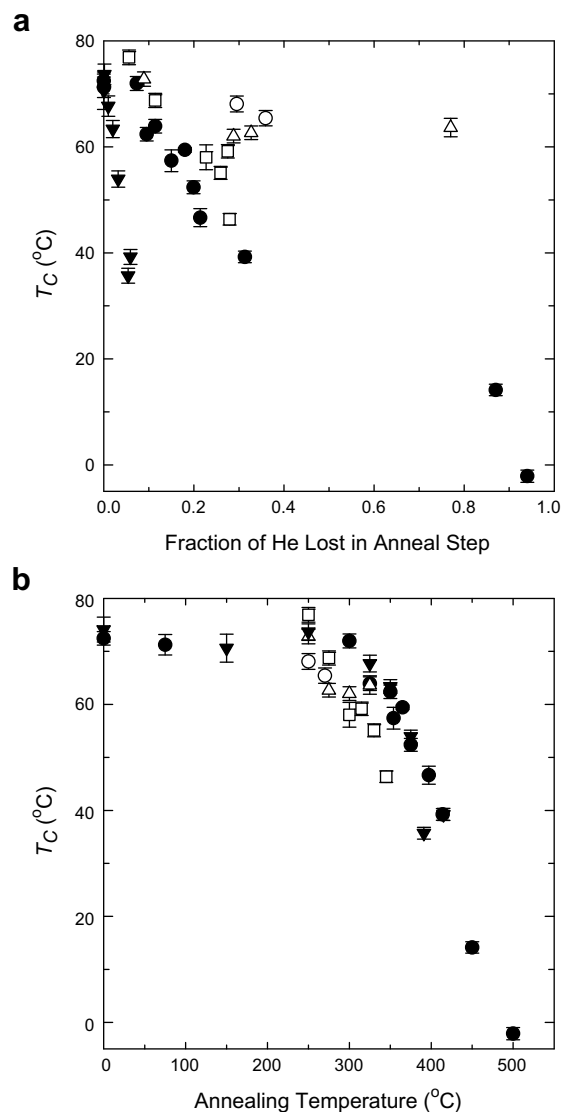 a
80
60
40
20
0
T_C (°C)
0.0 0.2 0.4 0.6 0.8 1.0
Fraction of He Lost in Anneal Step
b
80
60
40
20
0
T_C (°C)
0 100 200 300 400 500
Annealing Temperature (°C)